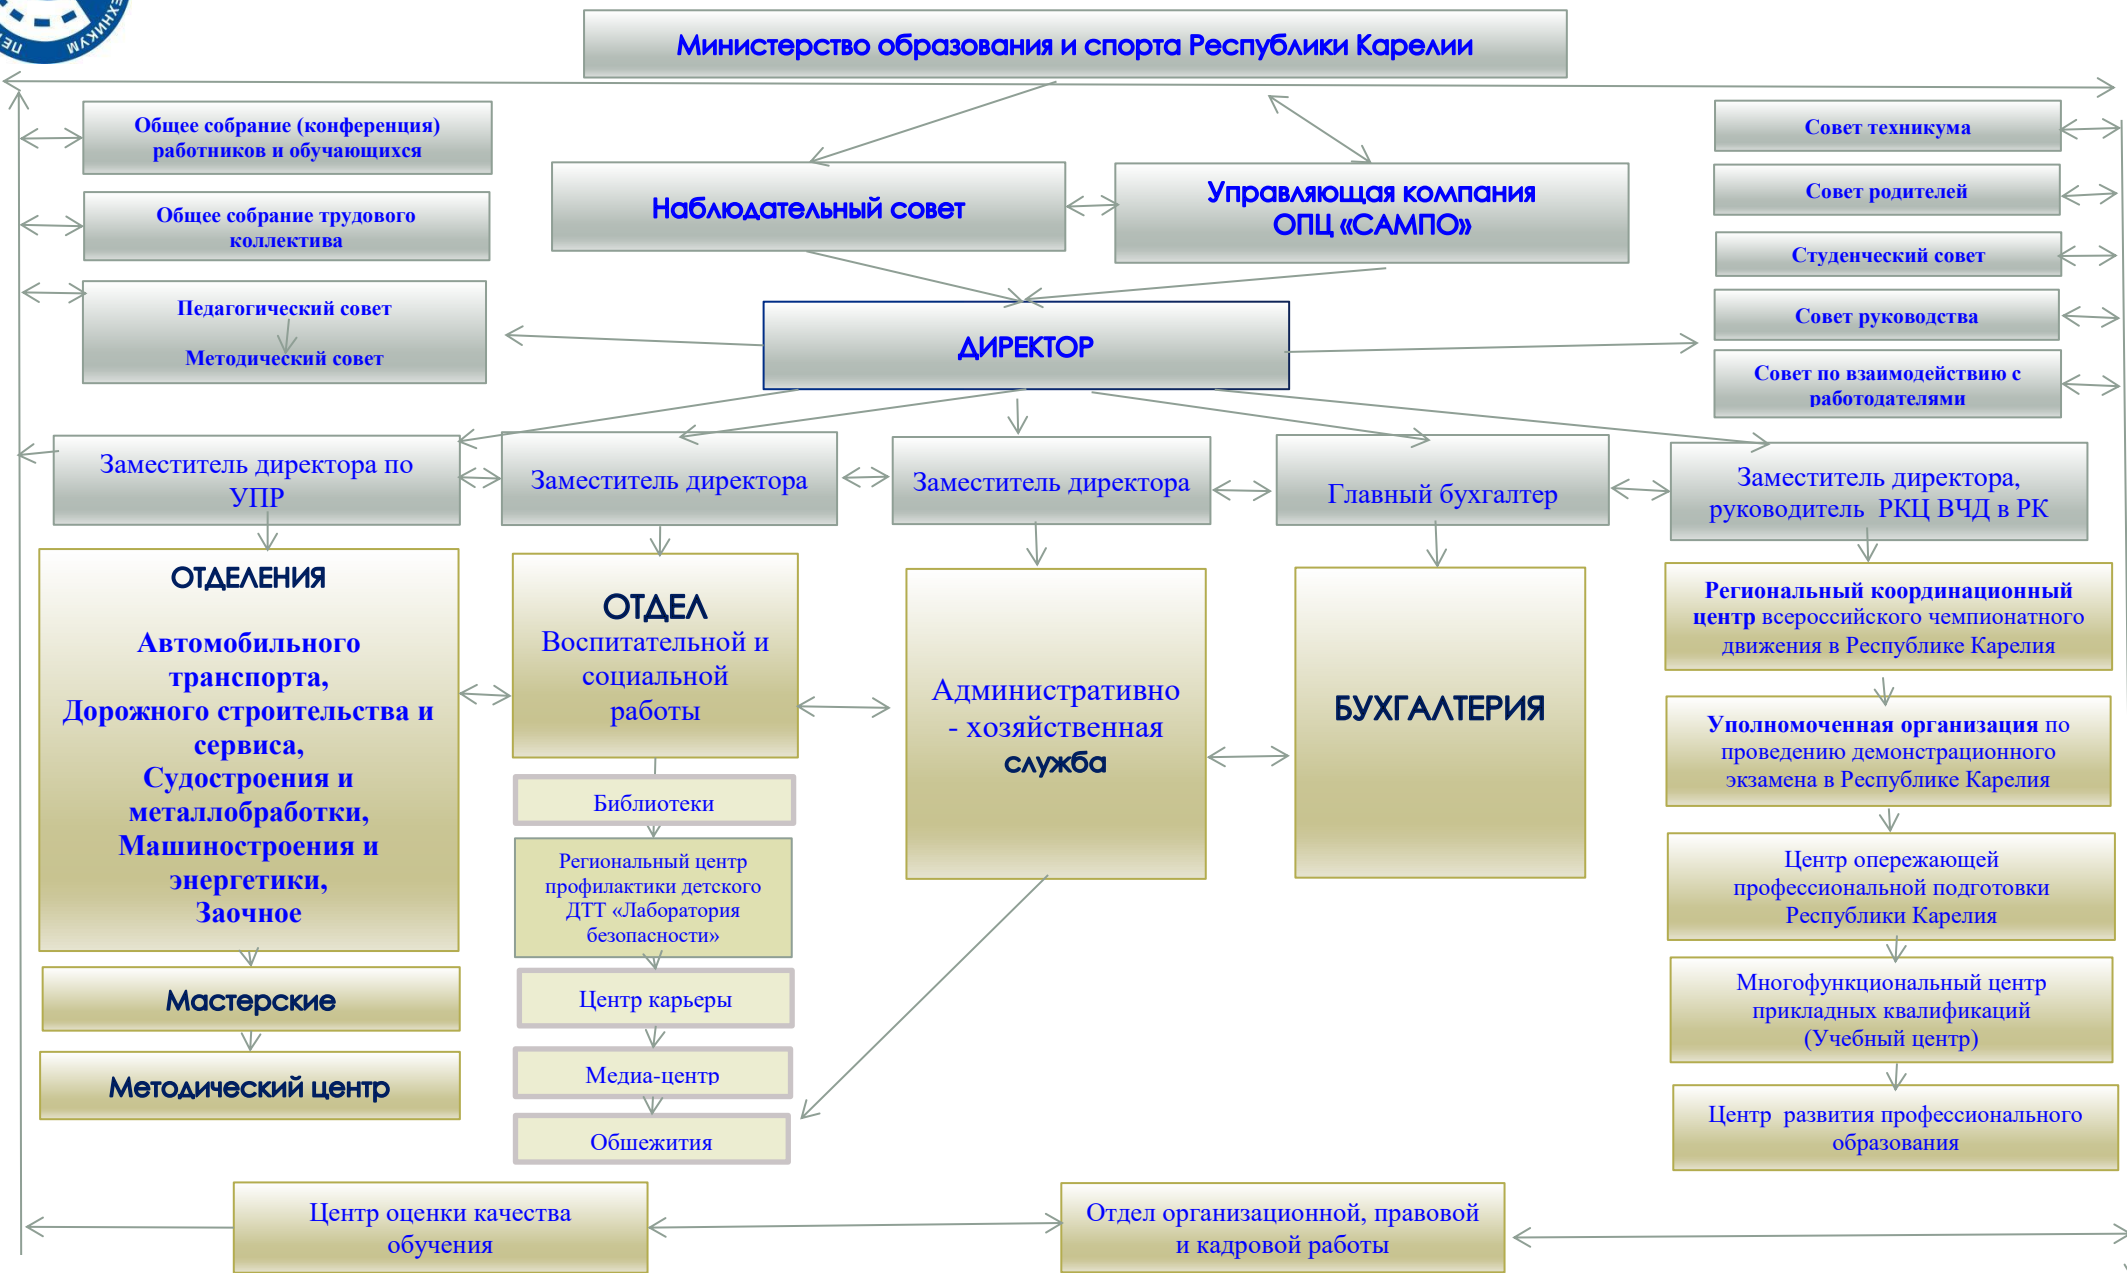 ТЕХНИКУМ
Министерство образования и спорта Республики Карелии
Общее собрание (конференция)
работников и обучающихся
Общее собрание трудового
коллектива
Педагогический совет
Методический совет
Наблюдательный совет
Управляющая компания
ОПЦ «САМПО»
ДИРЕКТОР
Совет техникума
Совет родителей
Студенческий совет
Совет руководства
Совет по взаимодействию с
работодателями
Заместитель директора по
УПР
Заместитель директора
Заместитель директора
Главный бухгалтер
Заместитель директора,
руководитель РКЦ ВЧД в РК
ОТДЕЛЕНИЯ
Автомобильного
транспорта,
Дорожного строительства и
сервиса,
Судостроения и
металлобработки,
Машиностроения и
энергетики,
Заочное
Мастерские
Методический центр
ОТДЕЛ
Воспитательной и
социальной
работы
Библиотеки
Региональный центр
профилактики детского
ДТТ «Лаборатория
безопасности»
Центр карьеры
Медиа-центр
Обшежития
Административно
- хозяйственная
служба
БУХГАЛТЕРИЯ
Региональный координационный
центр всероссийского чемпионатного
движения в Республике Карелия
Уполномоченная организация по
проведению демонстрационного
экзамена в Республике Карелия
Центр опережающей
профессиональной подготовки
Республики Карелия
Многофункциональный центр
прикладных квалификаций
(Учебный центр)
Центр развития профессионального
образования
Центр оценки качества
обучения
Отдел организационной, правовой
и кадровой работы